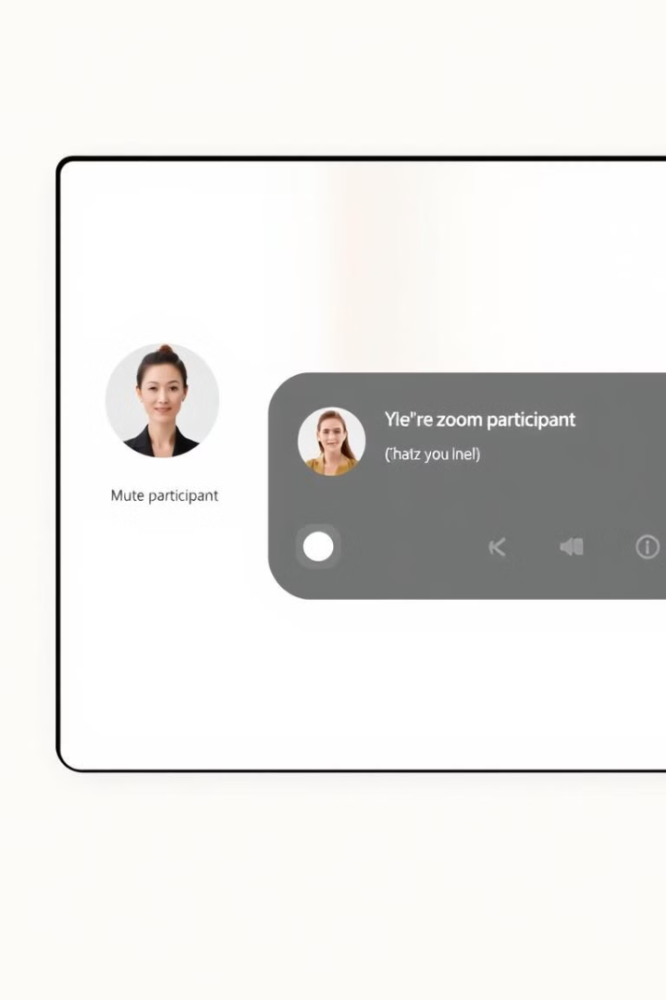 Yle"re zoom participant
('hatz you lnel)
Mute participant